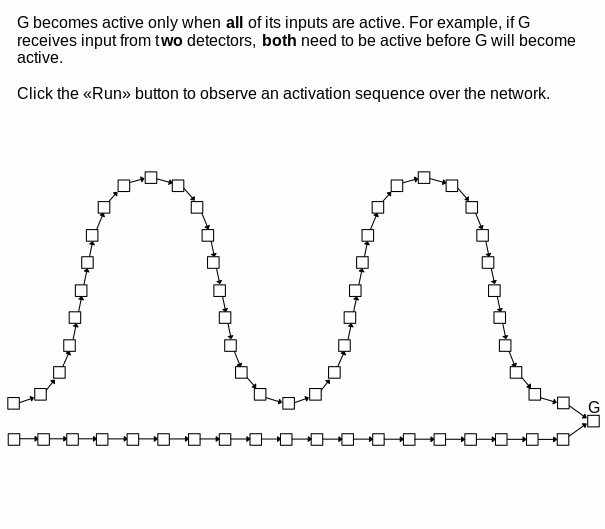 G becomes active only when all of its inputs are active. For example, if G
receives input from two detectors, both need to be active before G will become
active.
Click the «Run» button to observe an activation sequence over the network.
G